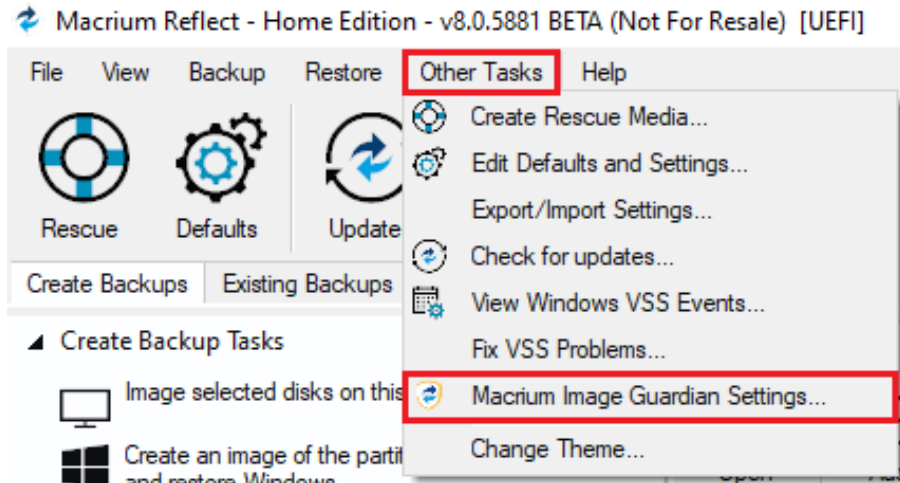 Macrium Reflect - Home Edition - v8.0.5881 BETA (Not For Resale) [UEFI]
File View Backup Restore Other Tasks Help
Rescue Defaults Update
Create Rescue Media...
Edit Defaults and Settings...
Export/Import Settings...
Check for updates...
View Windows VSS Events...
Fix VSS Problems...
Macrium Image Guardian Settings...
Change Theme...
Create Backups Existing Backups
Create Backup Tasks
Image selected disks on this
Create an image of the partit
and restore Windows